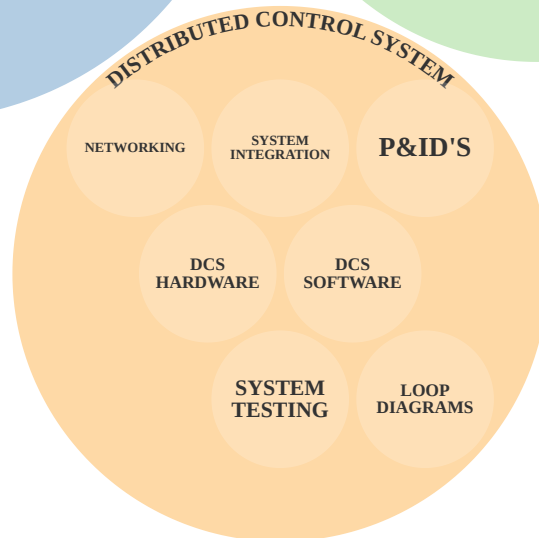 DISTRIBUTED CONTROL SYSTEM
NETWORKING
SYSTEM
INTEGRATION
P&ID'S
DCS
HARDWARE
DCS
SOFTWARE
SYSTEM
TESTING
LOOP
DIAGRAMS